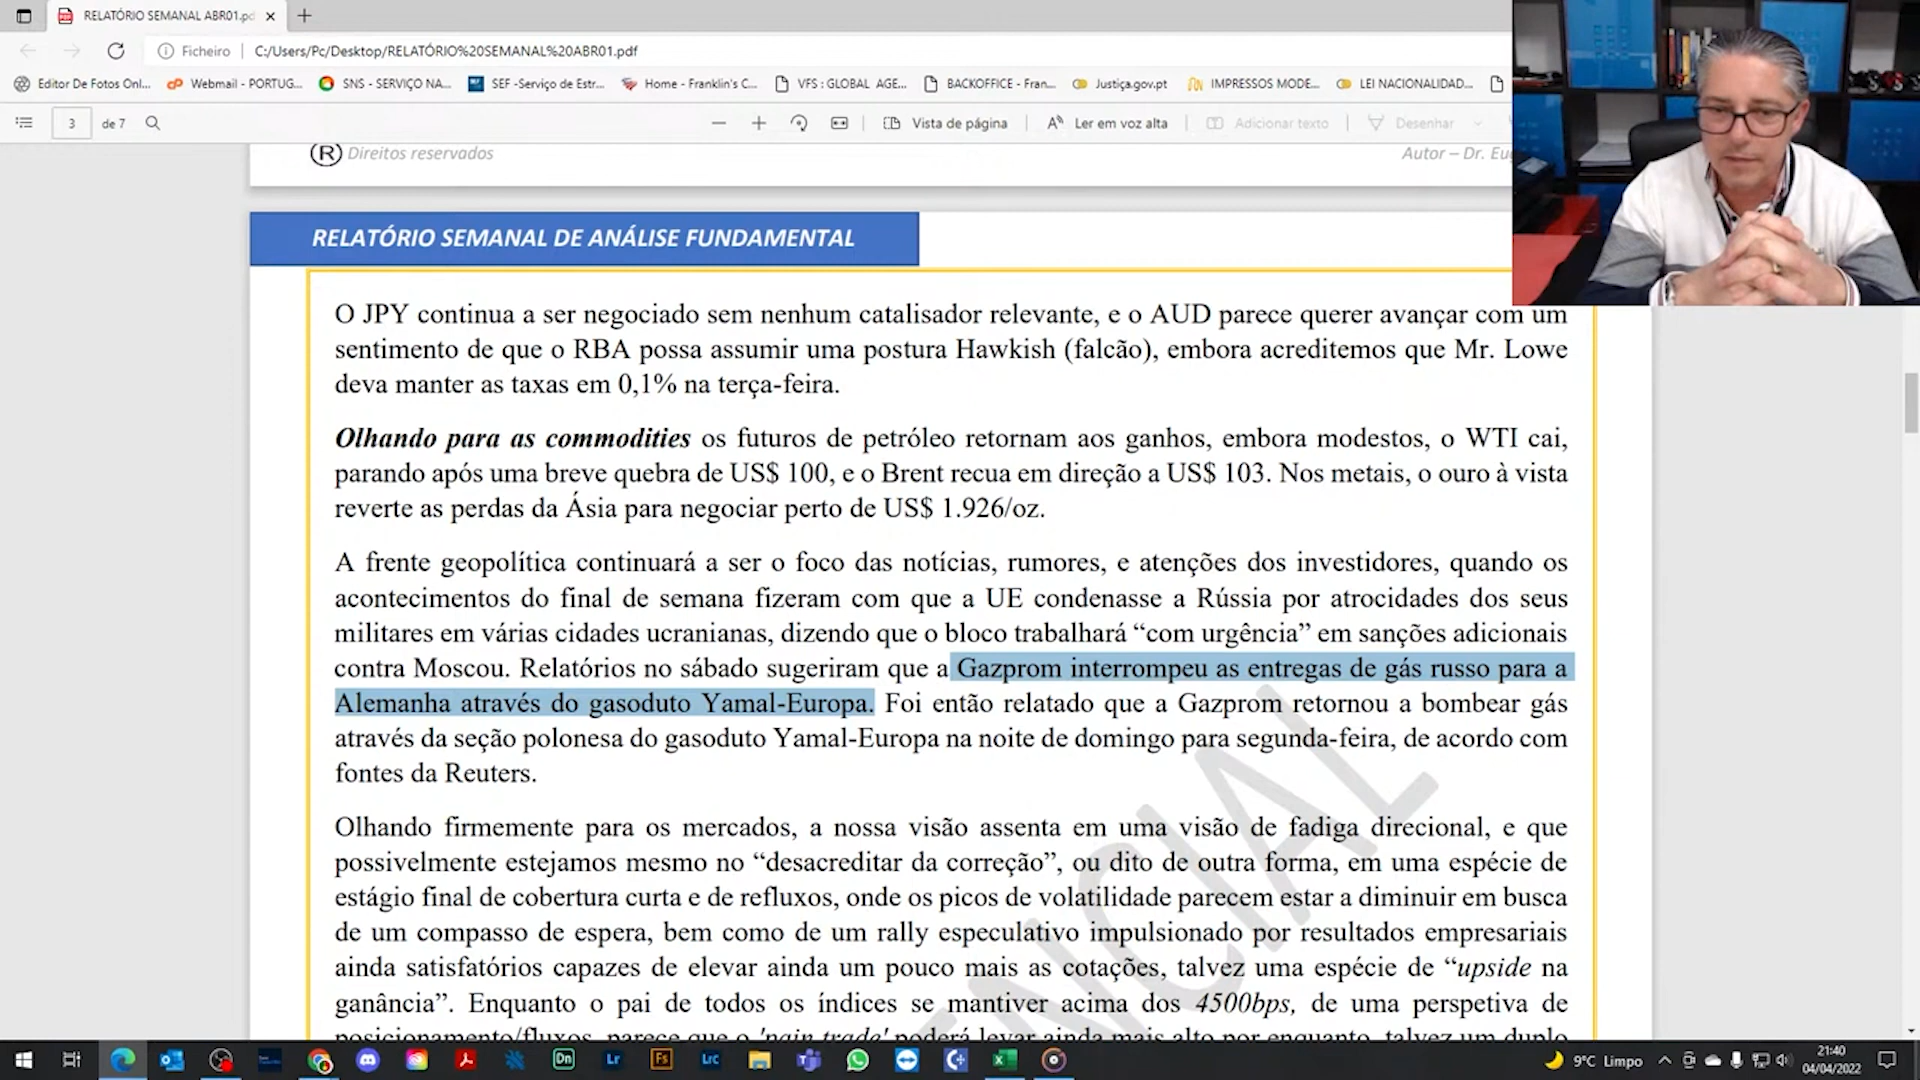 RELATÓRIO SEMANAL ABR01.pd
Ficheiro
C:/Users/Pc/Desktop/RELATÓRIO%20SEMANAL%20ABR01.pdf
Editor De Fotos Onl...
Webmail - PORTUG...
SNS - SERVIÇO NA...
SEF -Serviço de Estr...
Home - Franklin's C...
VFS : GLOBAL AGE...
BACKOFFICE - Fran...
Justiça.gov.pt
IMPRESSOS MODE...
LEI NACIONALIDAD...
3 de 7
Vista de página
Ler em voz alta
Adicionar texto
Desenhar
® Direitos reservados
Autor – Dr. Eu
RELATÓRIO SEMANAL DE ANÁLISE FUNDAMENTAL
O JPY continua a ser negociado sem nenhum catalisador relevante, e o AUD parece querer avançar com um
sentimento de que o RBA possa assumir uma postura Hawkish (falcão), embora acreditemos que Mr. Lowe
deva manter as taxas em 0,1% na terça-feira.
Olhando para as commodities os futuros de petróleo retornam aos ganhos, embora modestos, o WTI cai,
parando após uma breve quebra de US$ 100, e o Brent recua em direção a US$ 103. Nos metais, o ouro à vista
reverte as perdas da Ásia para negociar perto de US$ 1.926/oz.
A frente geopolítica continuará a ser o foco das notícias, rumores, e atenções dos investidores, quando os
acontecimentos do final de semana fizeram com que a UE condenasse a Rússia por atrocidades dos seus
militares em várias cidades ucranianas, dizendo que o bloco trabalhará “com urgência” em sanções adicionais
contra Moscou. Relatórios no sábado sugeriram que a Gazprom interrompeu as entregas de gás russo para a
Alemanha através do gasoduto Yamal-Europa. Foi então relatado que a Gazprom retornou a bombear gás
através da seção polonesa do gasoduto Yamal-Europa na noite de domingo para segunda-feira, de acordo com
fontes da Reuters.
Olhando firmemente para os mercados, a nossa visão assenta em uma visão de fadiga direcional, e que
possivelmente estejamos mesmo no “desacreditar da correção”, ou dito de outra forma, em uma espécie de
estágio final de cobertura curta e de refluxos, onde os picos de volatilidade parecem estar a diminuir em busca
de um compasso de espera, bem como de um rally especulativo impulsionado por resultados empresariais
ainda satisfatórios capazes de elevar ainda um pouco mais as cotações, talvez uma espécie de “upside na
ganância”. Enquanto o pai de todos os índices se mantiver acima dos 4500bps, de uma perspetiva de
posicionamento/fluxos, parece que o 'pain trade' poderá levar ainda mais alto por enquanto, talvez um duplo
ENCIAL
9°C Limpo
21:40
04/04/2022